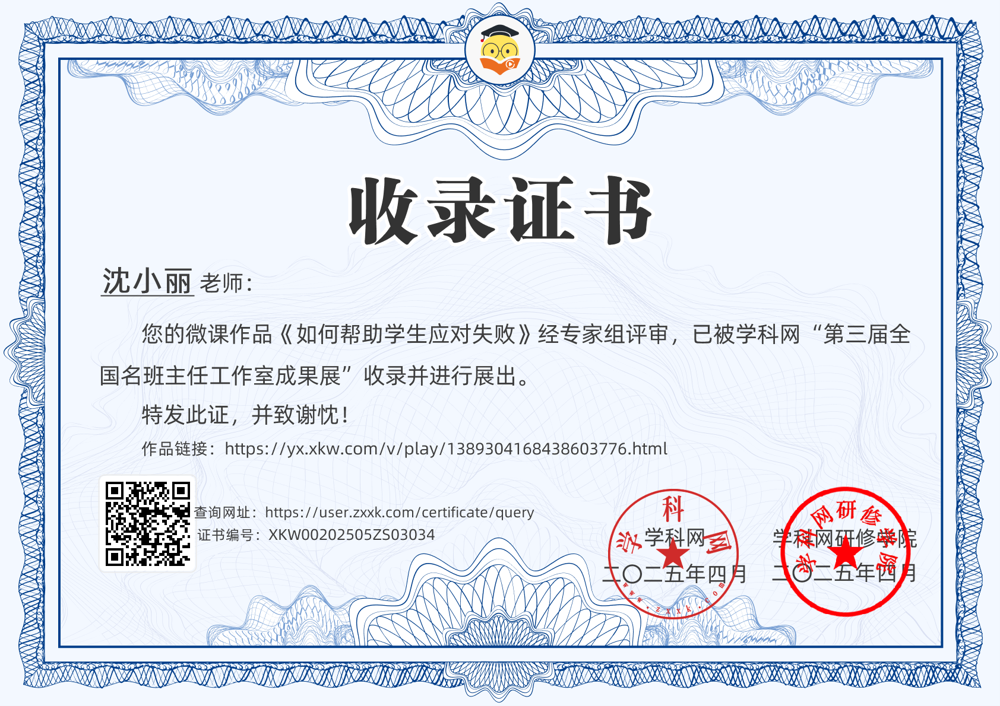 收录证书
沈小丽 老师：
您的微课作品《如何帮助学生应对失败》经专家组评审，已被学科网“第三届全
国名班主任工作室成果展”收录并进行展出。
特发此证，并致谢忱！
作品链接：https://yx.xkw.com/v/play/1389304168438603776.html
查询网址：https://user.zxxk.com/certificate/query
证书编号：XKW00202505ZS03034
学科网
二〇二五年四月
学科网
www.zxxk.com
学科网研修学院
二〇二五年四月
学科网研修学院